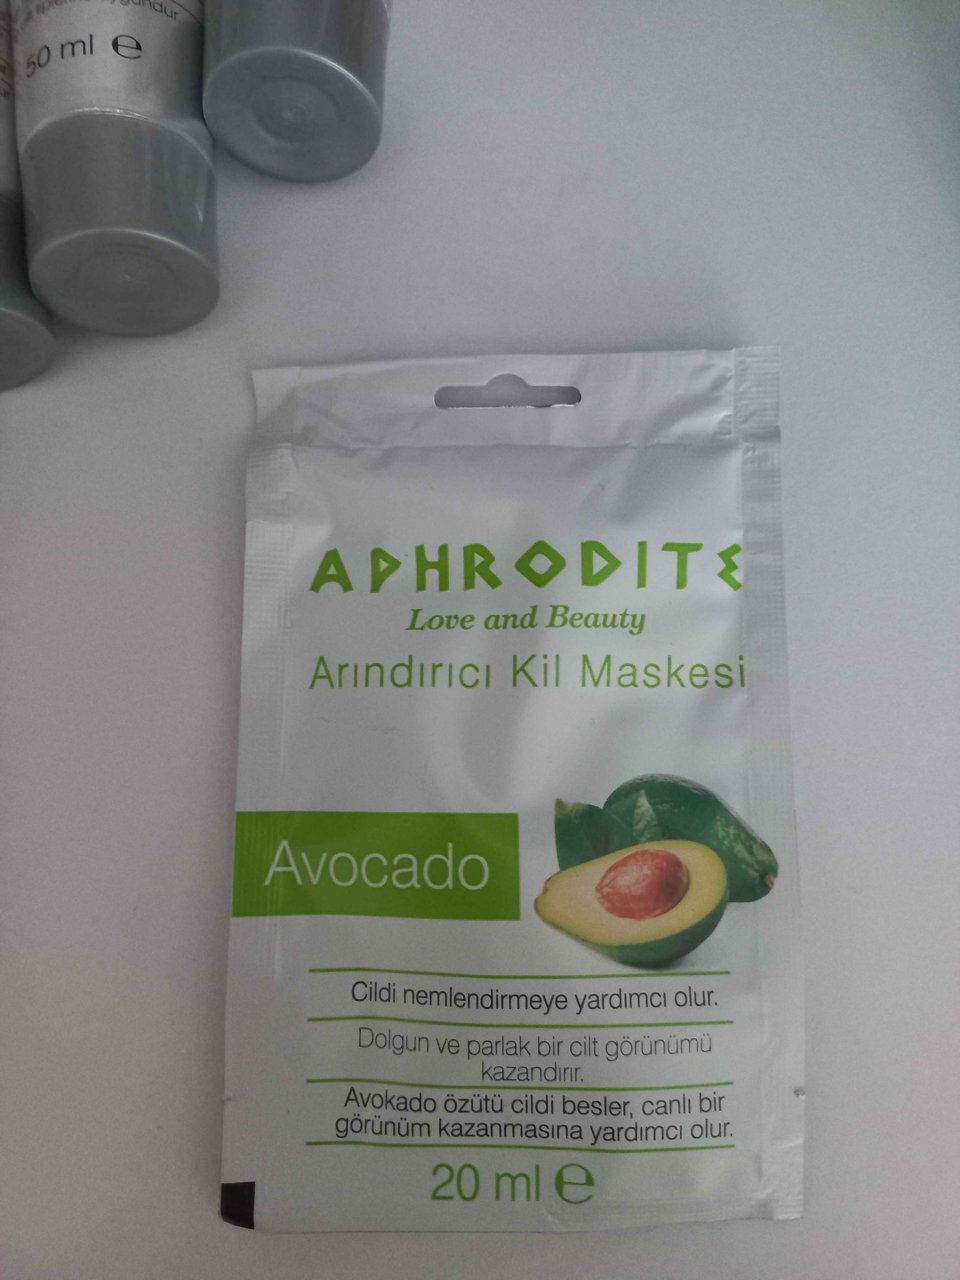 50 ml e
APHRODITE
Love and Beauty
Arındırıcı Kil Maskesi
Avocado
Cildi nemlendirmeye yardımcı olur.
Dolgun ve parlak bir cilt görünümü
kazandırır.
Avokado özütü cildi besler, canlı bir
görünüm kazanmasına yardımcı olur.
20 ml e